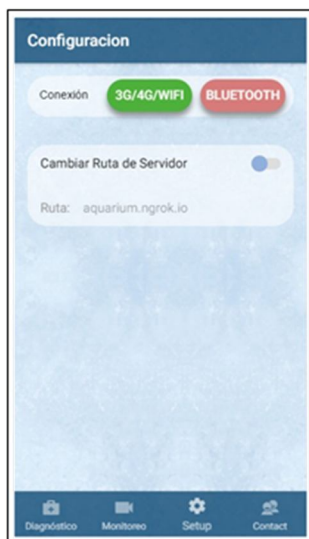 Configuracion
Conexión 3G/4G/WIFI BLUETOOTH
Cambiar Ruta de Servidor
Ruta: aquarium.ngrok.io
Diagnóstico Monitoreo Setup Contact